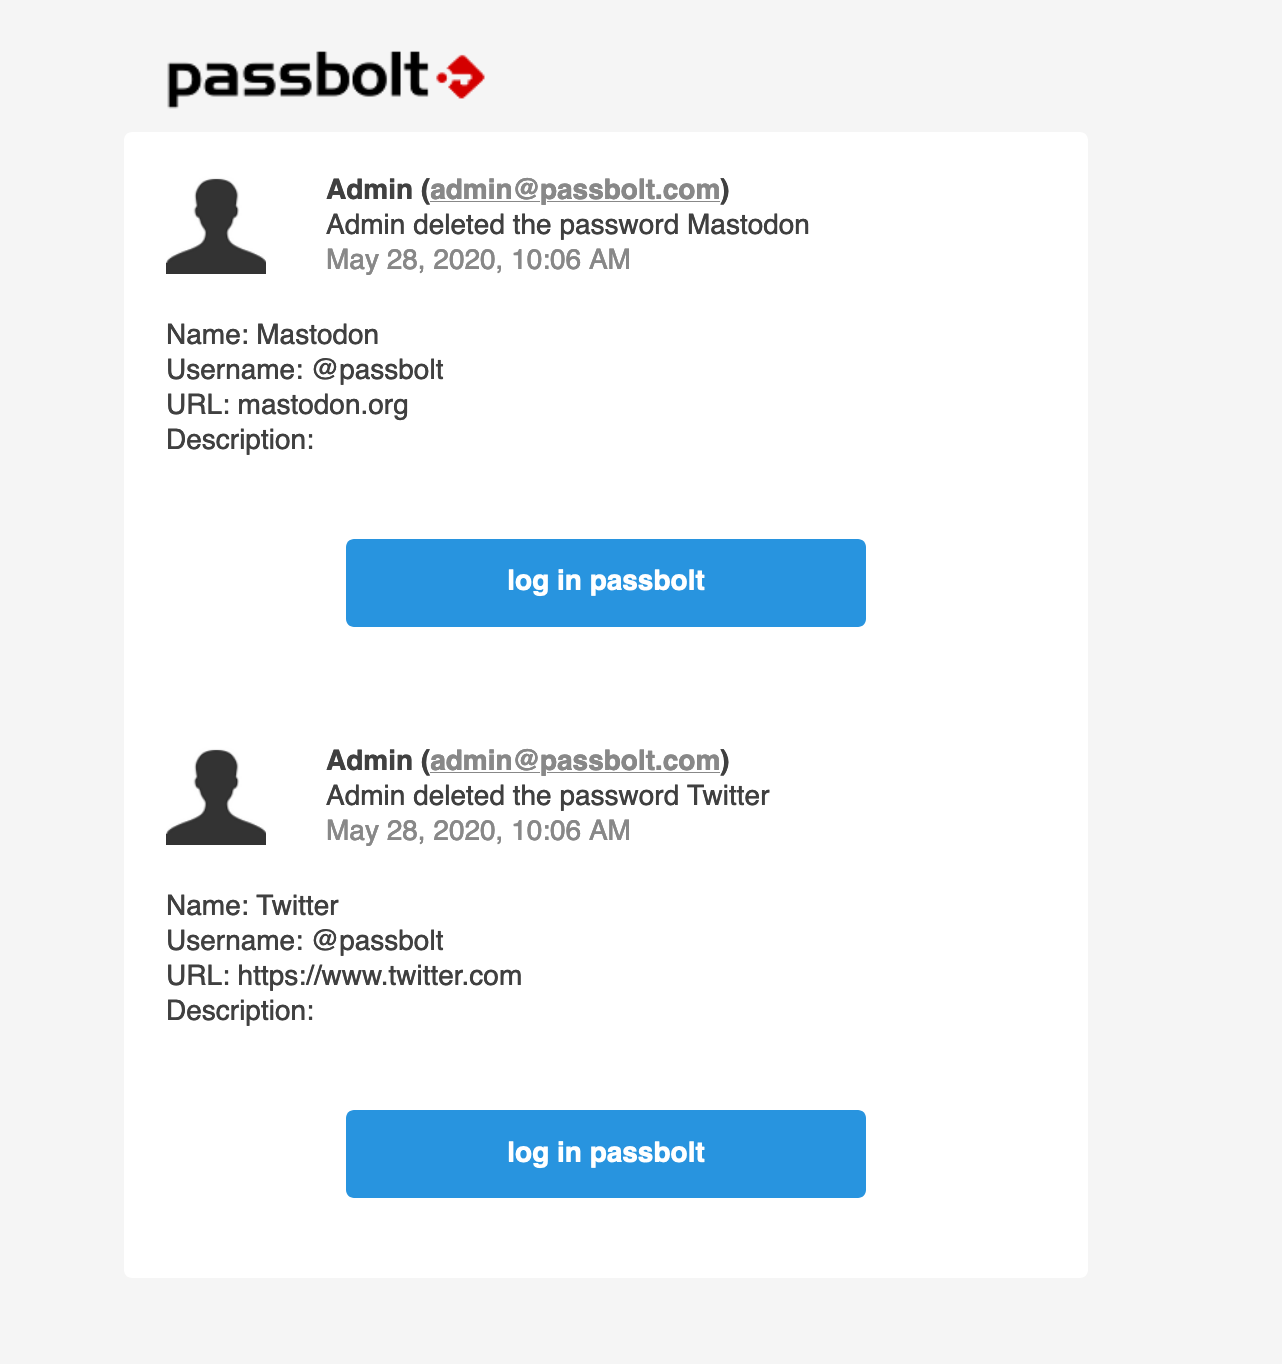 passbolt
Admin (admin@passbolt.com)
Admin deleted the password Mastodon
May 28, 2020, 10:06 AM
Name: Mastodon
Username: @passbolt
URL: mastodon.org
Description:
log in passbolt
Admin (admin@passbolt.com)
Admin deleted the password Twitter
May 28, 2020, 10:06 AM
Name: Twitter
Username: @passbolt
URL: https://www.twitter.com
Description:
log in passbolt